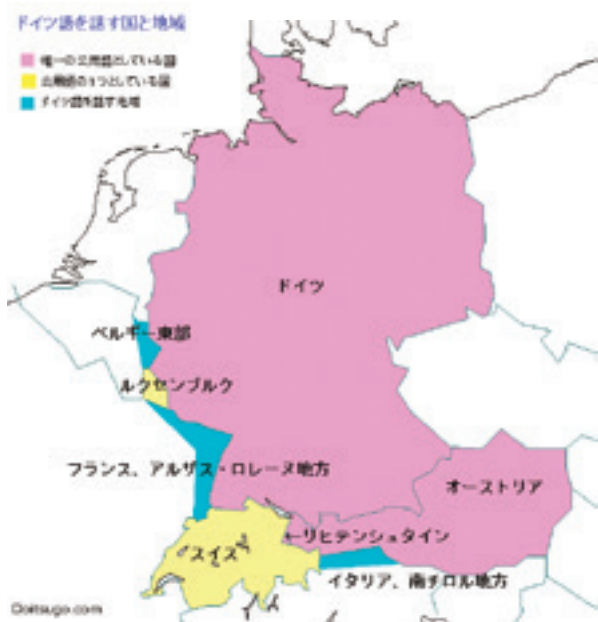 ドイツ語を話す国と地域
唯一の公用語としている国
公用語の1つとしている国
ドイツ語を話す地域
ドイツ
ベルギー東部
ルクセンブルク
フランス、アルザス・ロレーヌ地方
オーストリア
←リヒテンシュタイン
スイス
イタリア、南チロル地方
Doitsugo.com